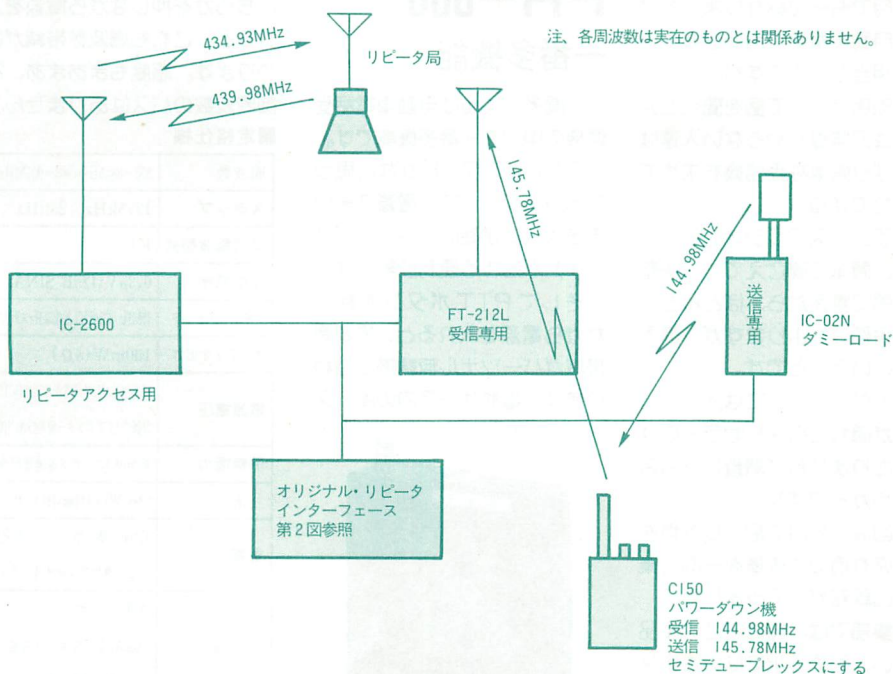 注、各周波数は実在のものとは関係ありません。
434.93MHz
リピータ局
439.98MHz
145.78MHz
144.98MHz
IC-2600
リピータアクセス用
FT-212L
受信専用
送信専用
IC-02N
ダミーロード
オリジナル・リピータ
インターフェース
第2図参照
C150
パワーダウン機
受信 144.98MHz
送信 145.78MHz
セミデュープレックスにする